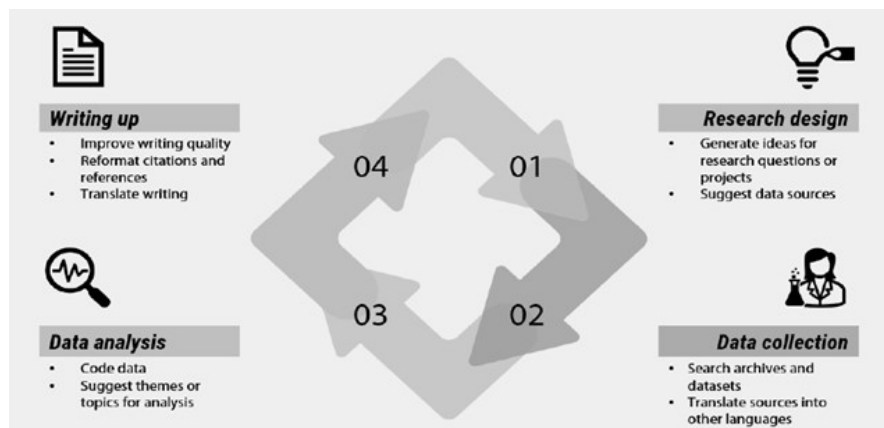 Writing up
• Improve writing quality
• Reformat citations and
references
• Translate writing
04
01
Research design
• Generate ideas for
research questions or
projects
• Suggest data sources
Data analysis
• Code data
• Suggest themes or
topics for analysis
03
02
Data collection
• Search archives and
datasets
• Translate sources into
other languages